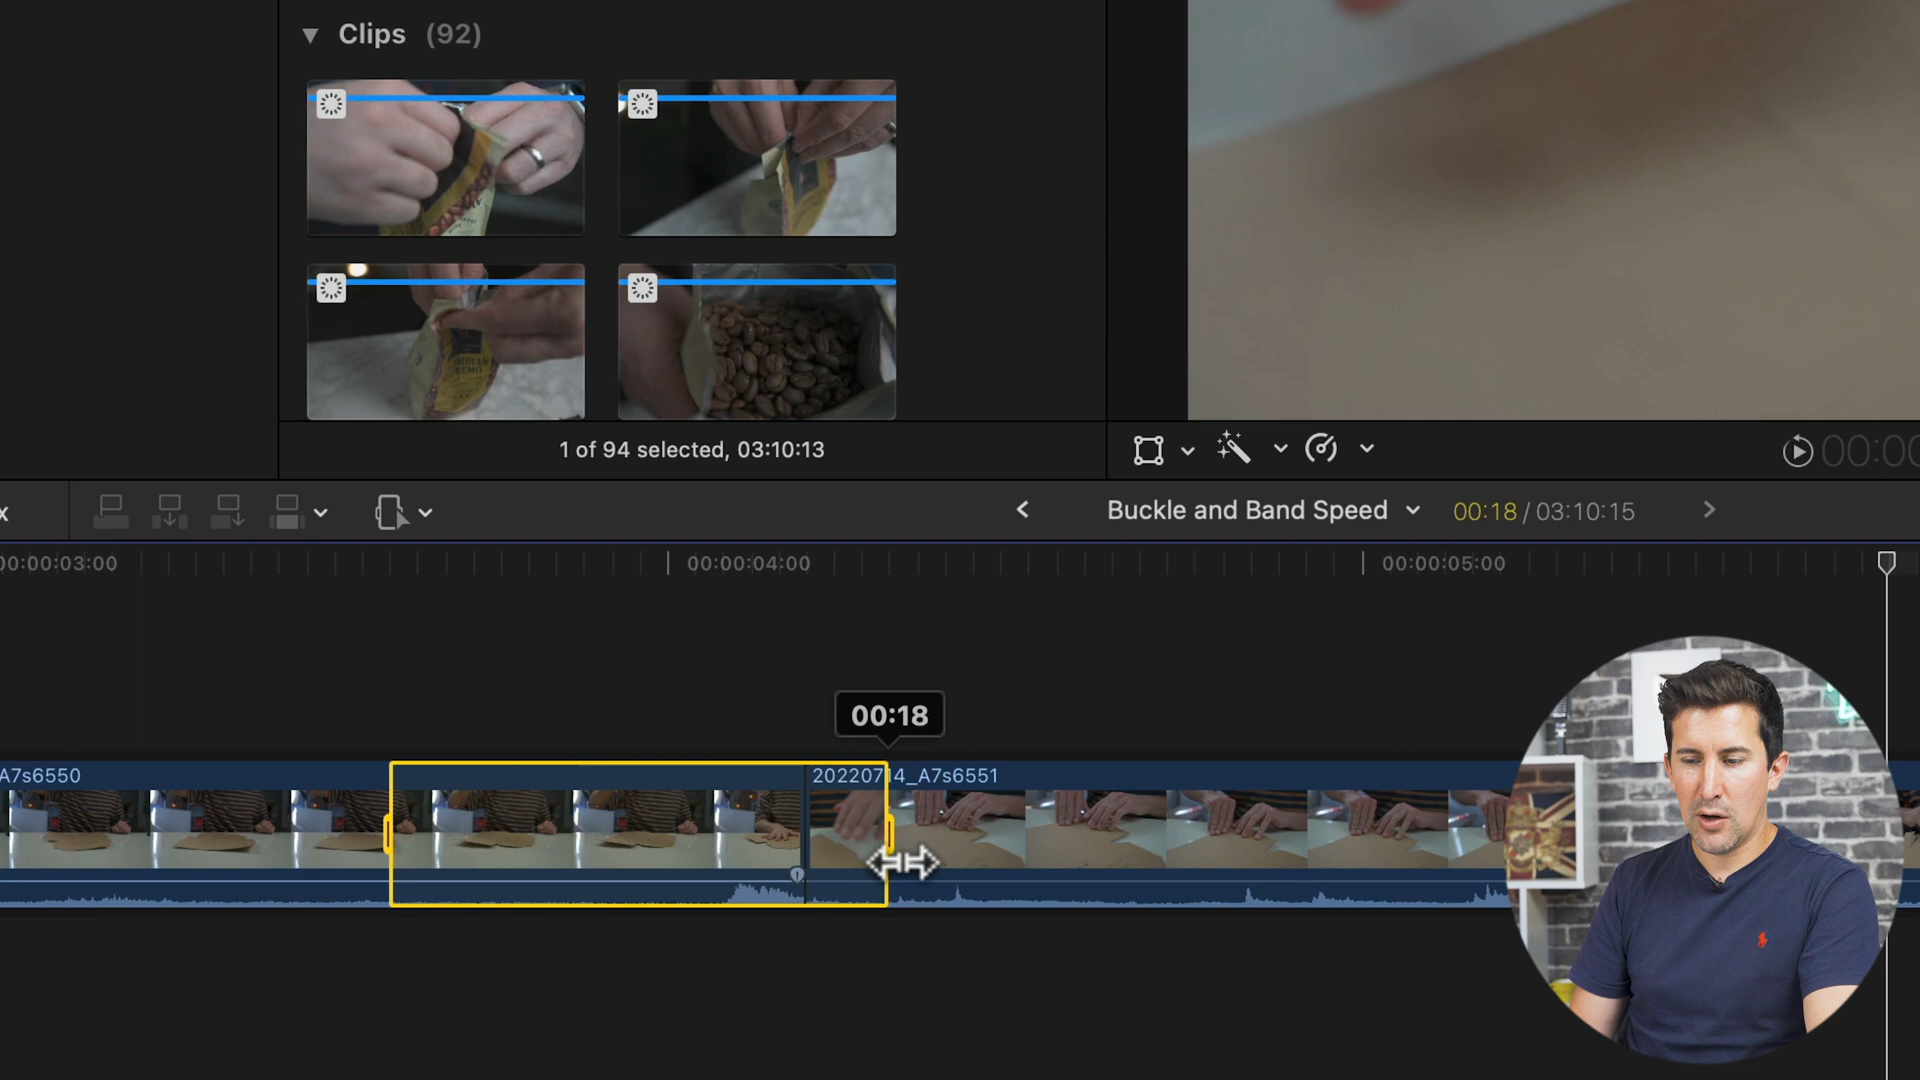 Clips (92)
1 of 94 selected, 03:10:13
00:00
x
Buckle and Band Speed
00:18 / 03:10:15
00:00:03:00
00:00:04:00
00:00:05:00
00:18
A7s6550
20220714_A7s6551